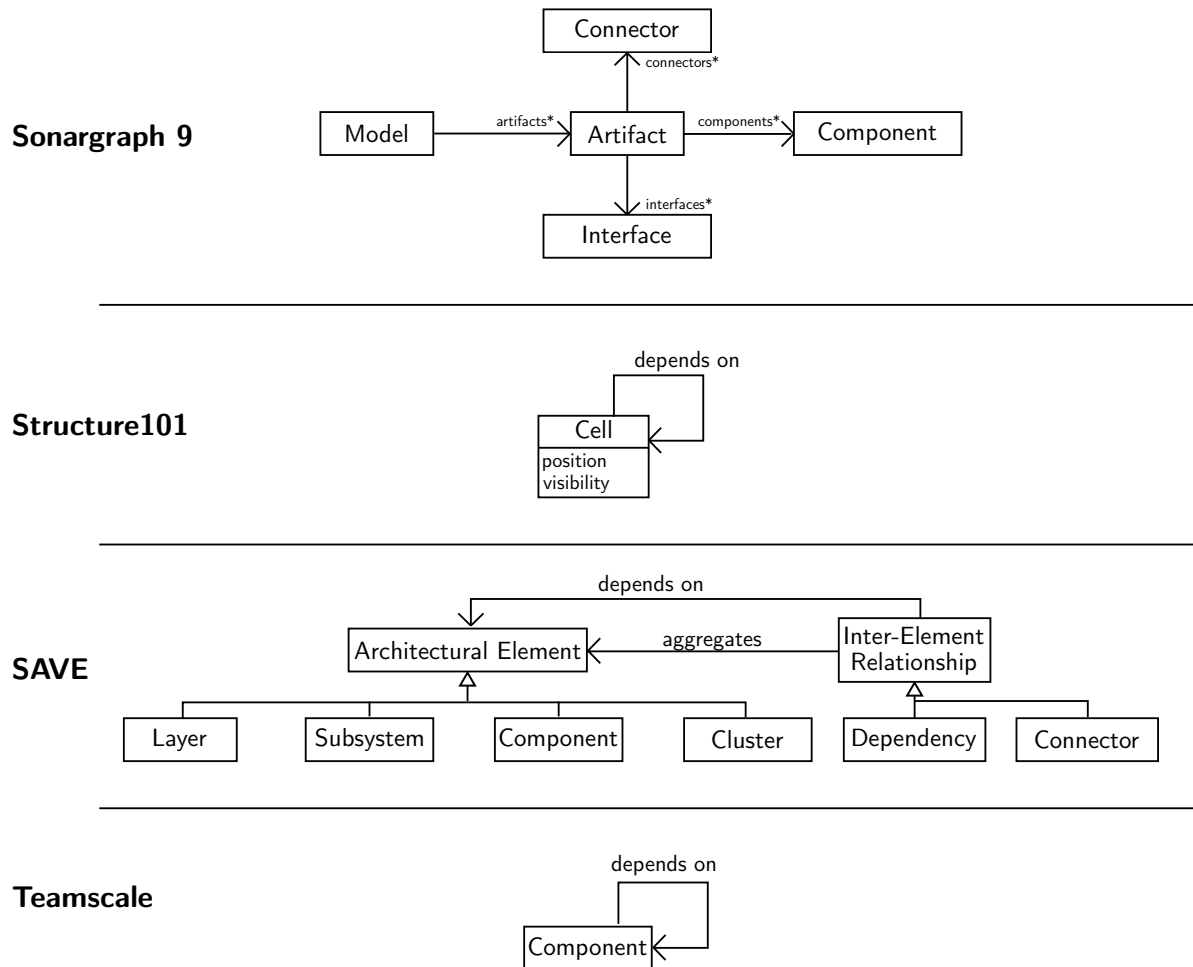 Connector
connectors*
Sonargraph 9
Model
artifacts*
Artifact
components*
Component
interfaces*
Interface
depends on
Structure101
Cell
position
visibility
depends on
SAVE
Architectural Element
aggregates
Inter-Element
Relationship
Layer
Subsystem
Component
Cluster
Dependency
Connector
depends on
Teamscale
Component